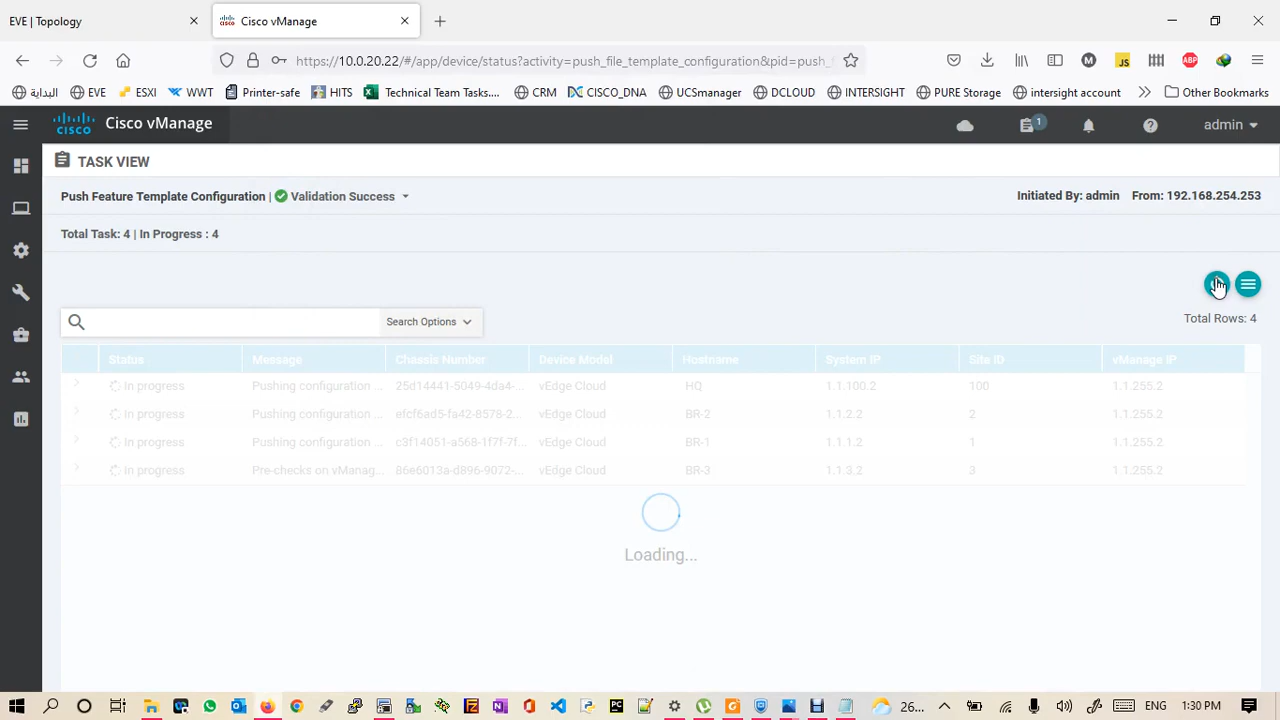 EVE | Topology
Cisco vManage
https://10.0.20.22/#/app/device/status?activity=push_file_template_configuration&pid=push_f
البداية EVE ESXI WWT Printer-safe HITS Technical Team Tasks.... CRM CISCO_DNA UCSmanager DCLOUD INTERSIGHT PURE Storage intersight account Other Bookmarks
CISCO Cisco vManage 1 admin
TASK VIEW
Push Feature Template Configuration | Validation Success Initiated By: admin From: 192.168.254.253
Total Task: 4 | In Progress : 4
Search Options Total Rows: 4
Status Message Chassis Number Device Model Hostname System IP Site ID vManage IP
In progress Pushing configuration ... 25d14441-5049-4da4-... vEdge Cloud HQ 1.1.100.2 100 1.1.255.2
In progress Pushing configuration ... efcf6ad5-fa42-8578-2... vEdge Cloud BR-2 1.1.2.2 2 1.1.255.2
In progress Pushing configuration ... c3f14051-a568-1f7f-7f... vEdge Cloud BR-1 1.1.1.2 1 1.1.255.2
In progress Pre-checks on vManag... 86e6013a-d896-9072-... vEdge Cloud BR-3 1.1.3.2 3 1.1.255.2
Loading...
26... ENG 1:30 PM